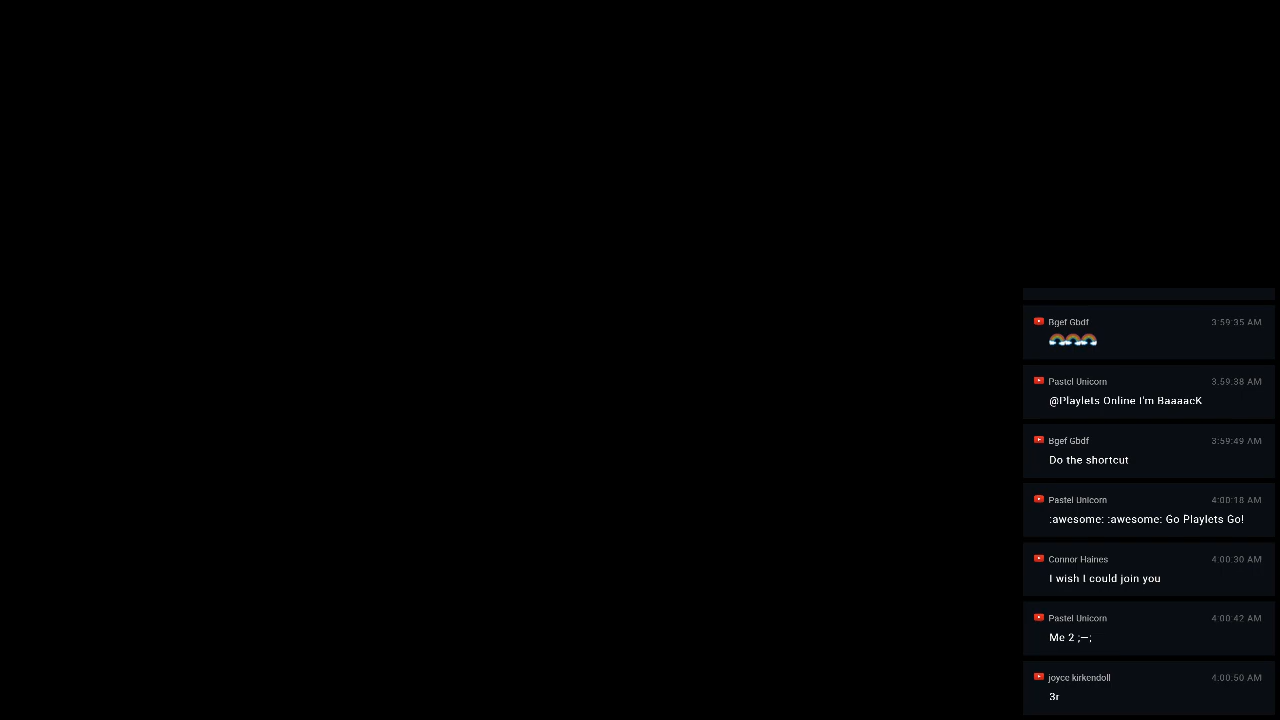 Bgef Gbdf 3:59:35 AM
🌈🌈🌈
Pastel Unicorn 3:59:38 AM
@Playlets Online I'm BaaaacK
Bgef Gbdf 3:59:49 AM
Do the shortcut
Pastel Unicorn 4:00:18 AM
:awesome: :awesome: Go Playlets Go!
Connor Haines 4:00:30 AM
I wish I could join you
Pastel Unicorn 4:00:42 AM
Me 2 ;—;
joyce kirkendoll 4:00:50 AM
3r